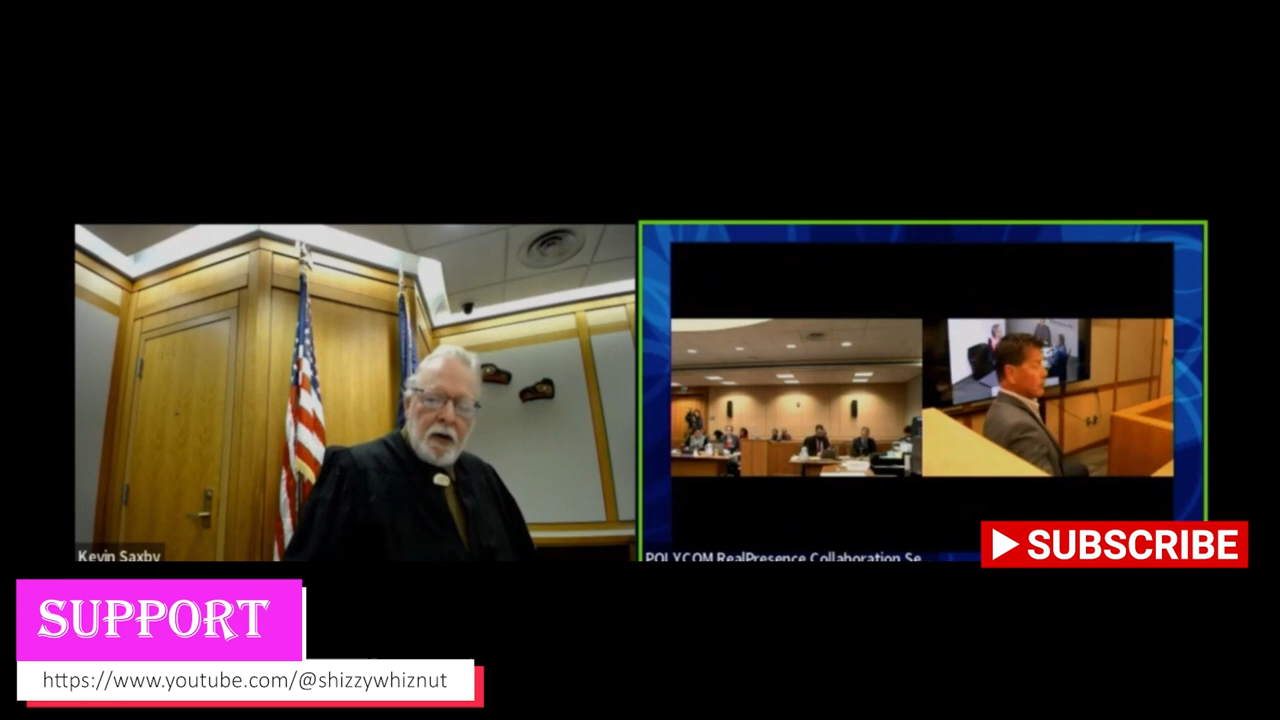 Kevin Saxby
POLYCOM RealPresence Collaboration Se...
SUBSCRIBE
SUPPORT
https://www.youtube.com/@shizzywhiznut